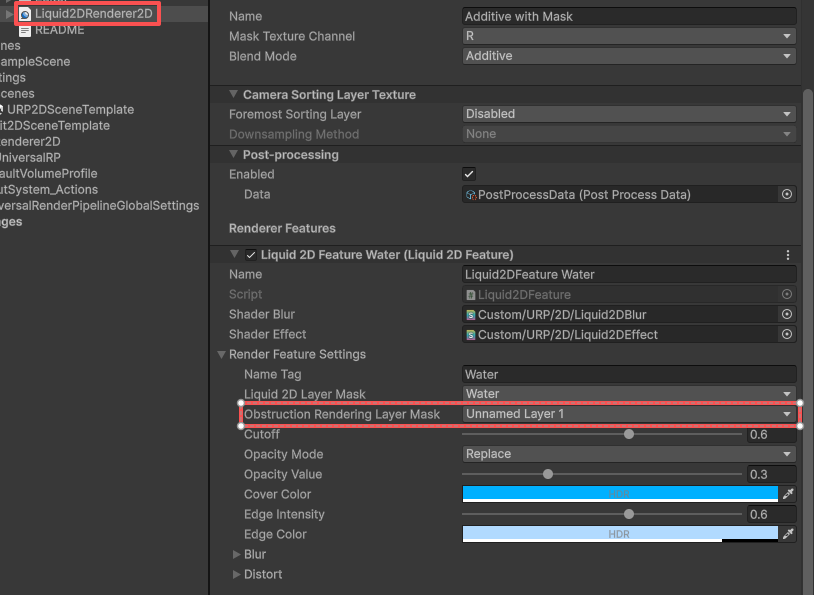 Liquid2DRenderer2D
README
nes
ampleScene
tings
cenes
URP2DSceneTemplate
it2DSceneTemplate
enderer2D
niversalRP
aultVolumeProfile
utSystem_Actions
versalRenderPipelineGlobalSettings
ges
Name Additive with Mask
Mask Texture Channel R
Blend Mode Additive
Camera Sorting Layer Texture
Foremost Sorting Layer Disabled
Downsampling Method None
Post-processing
Enabled
Data PostProcessData (Post Process Data)
Renderer Features
Liquid 2D Feature Water (Liquid 2D Feature)
Name Liquid2DFeature Water
Script Liquid2DFeature
Shader Blur Custom/URP/2D/Liquid2DBlur
Shader Effect Custom/URP/2D/Liquid2DEffect
Render Feature Settings
Name Tag Water
Liquid 2D Layer Mask Water
Obstruction Rendering Layer Mask Unnamed Layer 1
Cutoff 0.6
Opacity Mode Replace
Opacity Value 0.3
Cover Color HDR
Edge Intensity 0.6
Edge Color HDR
Blur
Distort